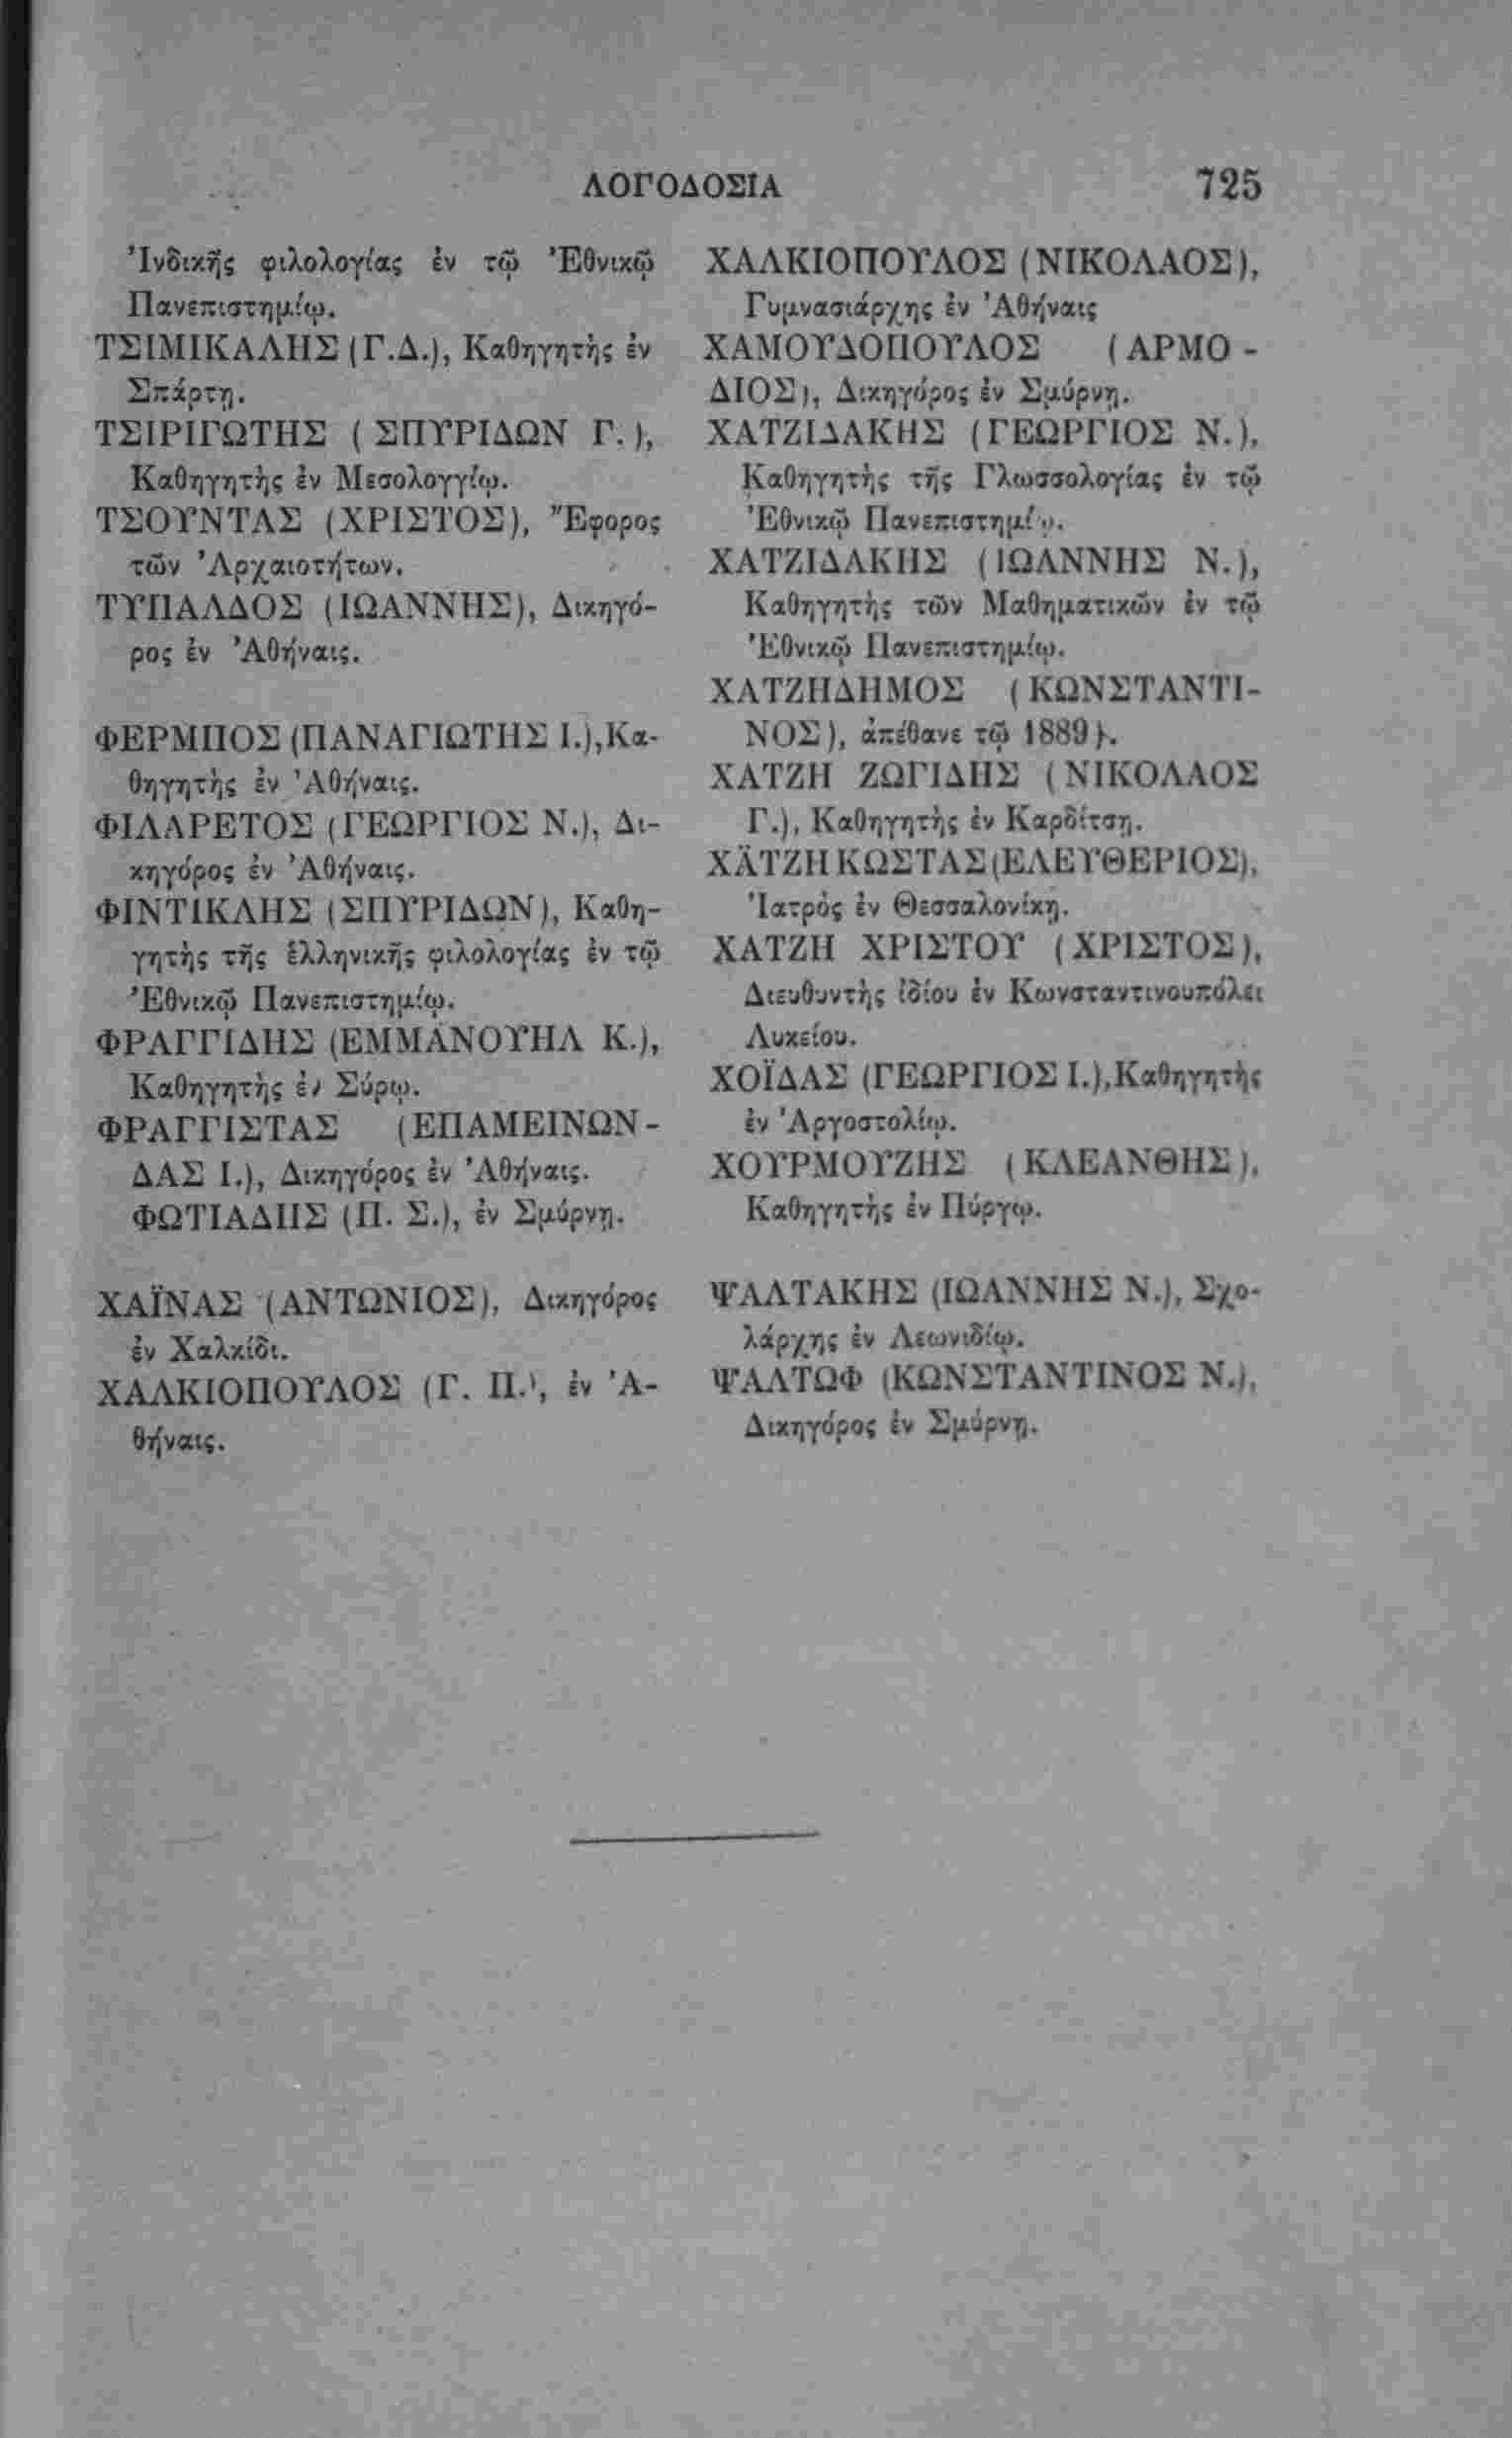 ΛΟΓΟΔΟΣΙΑ 725
Ἰνδικῆς φιλολογίας ἐν τῷ Ἐθνικῷ
Πανεπιστημίῳ.
ΤΣΙΜΙΚΑΛΗΣ (Γ.Δ.), Καθηγητὴς ἐν
Σπάρτῃ.
ΤΣΙΡΙΓΩΤΗΣ (ΣΠΥΡΙΔΩΝ Γ.),
Καθηγητὴς ἐν Μεσολογγίῳ.
ΤΣΟΥΝΤΑΣ (ΧΡΙΣΤΟΣ), Ἔφορος
τῶν Ἀρχαιοτήτων.
ΤΥΠΑΛΔΟΣ (ΙΩΑΝΝΗΣ), Δικηγό-
ρος ἐν Ἀθήναις.
ΦΕΡΜΠΟΣ (ΠΑΝΑΓΙΩΤΗΣ Ι.), Κα-
θηγητὴς ἐν Ἀθήναις.
ΦΙΛΑΡΕΤΟΣ (ΓΕΩΡΓΙΟΣ Ν.), Δι-
κηγόρος ἐν Ἀθήναις.
ΦΙΝΤΙΚΛΗΣ (ΣΠΥΡΙΔΩΝ), Καθη-
γητὴς τῆς ἑλληνικῆς φιλολογίας ἐν τῷ
Ἐθνικῷ Πανεπιστημίῳ.
ΦΡΑΓΓΙΔΗΣ (ΕΜΜΑΝΟΥΗΛ Κ.),
Καθηγητὴς ἐν Σύρῳ.
ΦΡΑΓΓΙΣΤΑΣ (ΕΠΑΜΕΙΝΩΝ-
ΔΑΣ Ι.), Δικηγόρος ἐν Ἀθήναις.
ΦΩΤΙΑΔΗΣ (Π. Σ.), ἐν Σμύρνῃ.
ΧΑΪΝΑΣ (ΑΝΤΩΝΙΟΣ), Δικηγόρος
ἐν Χαλκίδι.
ΧΑΛΚΙΟΠΟΥΛΟΣ (Γ. Π.), ἐν Ἀ-
θήναις.
ΧΑΛΚΙΟΠΟΥΛΟΣ (ΝΙΚΟΛΑΟΣ),
Γυμνασιάρχης ἐν Ἀθήναις
ΧΑΜΟΥΔΟΠΟΥΛΟΣ (ΑΡΜΟ-
ΔΙΟΣ), Δικηγόρος ἐν Σμύρνῃ.
ΧΑΤΖΙΔΑΚΗΣ (ΓΕΩΡΓΙΟΣ Ν.),
Καθηγητὴς τῆς Γλωσσολογίας ἐν τῷ
Ἐθνικῷ Πανεπιστημίῳ.
ΧΑΤΖΙΔΑΚΗΣ (ΙΩΑΝΝΗΣ Ν.),
Καθηγητὴς τῶν Μαθηματικῶν ἐν τῷ
Ἐθνικῷ Πανεπιστημίῳ.
ΧΑΤΖΗΔΗΜΟΣ (ΚΩΝΣΤΑΝΤΙ-
ΝΟΣ), ἀπέθανε τῷ 1889).
ΧΑΤΖΗ ΖΩΓΙΔΗΣ (ΝΙΚΟΛΑΟΣ
Γ.), Καθηγητὴς ἐν Καρδίτσῃ.
ΧΑΤΖΗ ΚΩΣΤΑΣ (ΕΛΕΥΘΕΡΙΟΣ),
Ἰατρὸς ἐν Θεσσαλονίκῃ.
ΧΑΤΖΗ ΧΡΙΣΤΟΥ (ΧΡΙΣΤΟΣ),
Διευθυντὴς ἰδίου ἐν Κωνσταντινουπόλει
Λυκείου.
ΧΟΪΔΑΣ (ΓΕΩΡΓΙΟΣ Ι.), Καθηγητὴς
ἐν Ἀργοστολίῳ.
ΧΟΥΡΜΟΥΖΗΣ (ΚΛΕΑΝΘΗΣ),
Καθηγητὴς ἐν Πύργῳ.
ΨΑΛΤΑΚΗΣ (ΙΩΑΝΝΗΣ Ν.), Σχο-
λάρχης ἐν Λεωνιδίῳ.
ΨΑΛΤΩΦ (ΚΩΝΣΤΑΝΤΙΝΟΣ Ν.),
Δικηγόρος ἐν Σμύρνῃ.